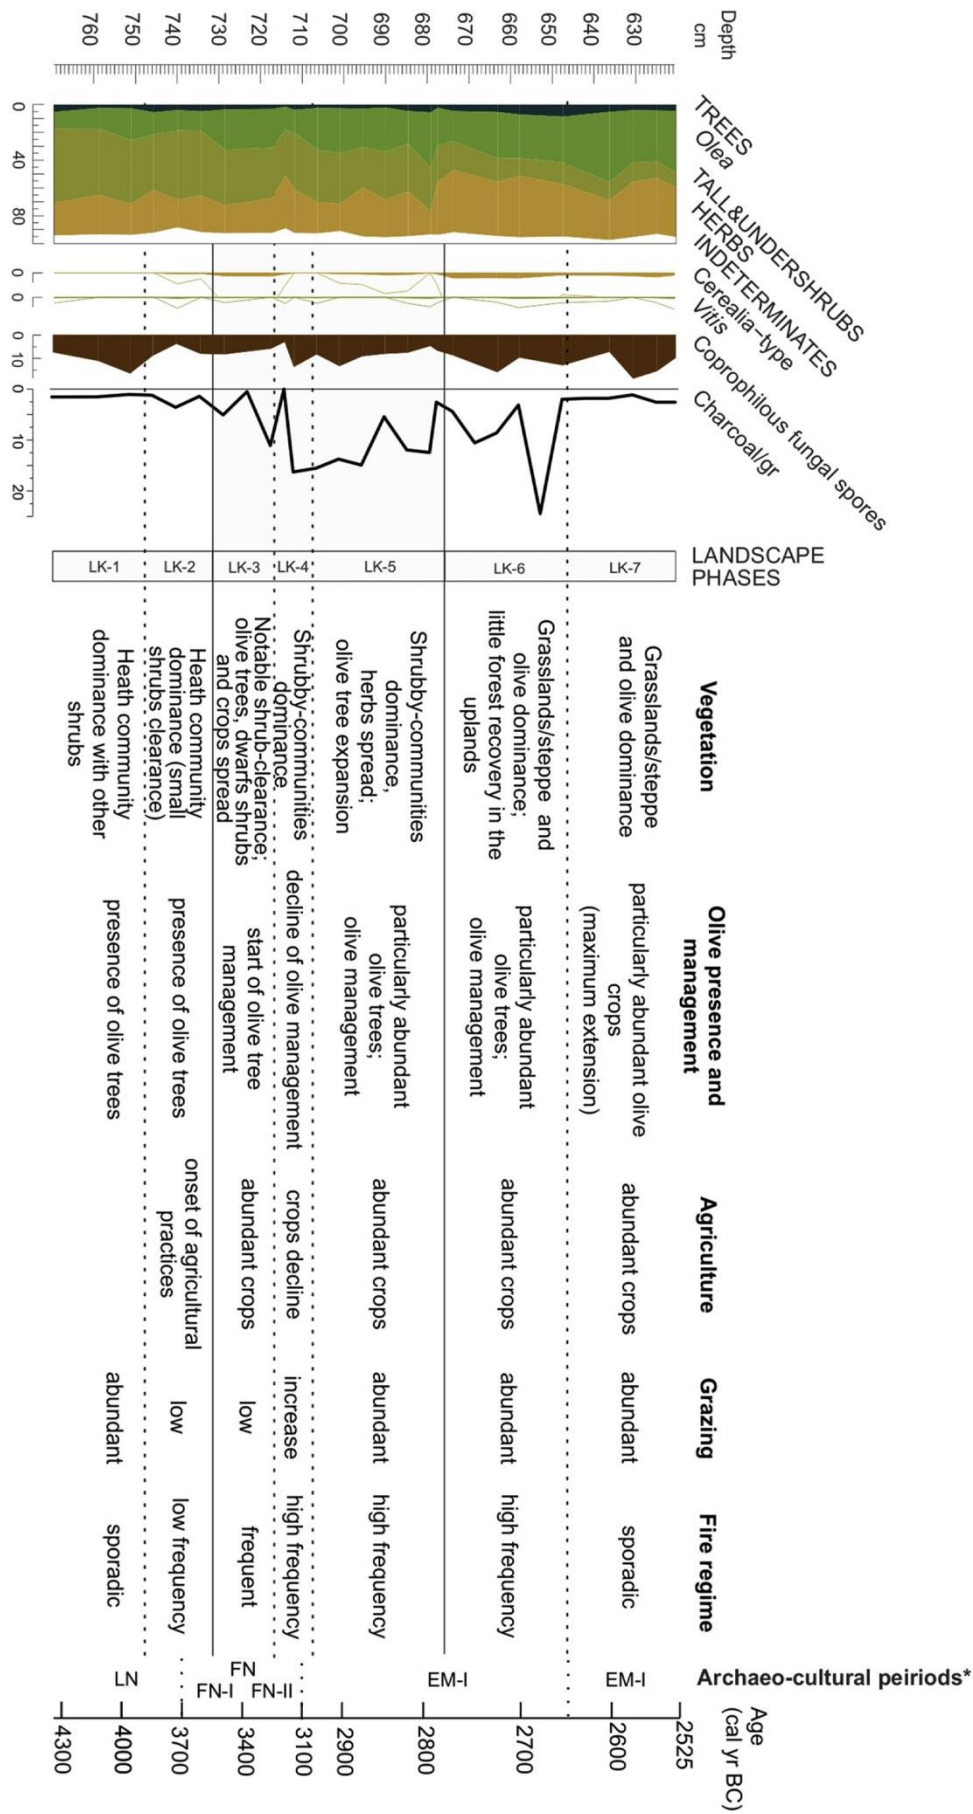 Depth
cm
TREES
Olea
TALL&UNDERSHRUBS
HERBS
INDETERMINATES
Cerealia-type
Vitis
Coprophilous fungal spores
Charcoal/gr
LANDSCAPE
PHASES
Vegetation
Olive presence and
management
Agriculture
Grazing
Fire regime
Archaeo-cultural peiriods*
Age
(cal yr BC)
630
640
650
660
670
680
690
700
710
720
730
740
750
760
0
40
80
0
0
0
10
0
10
20
LK-7
Grasslands/steppe
and olive dominance
particularly abundant olive
crops
(maximum extension)
abundant crops
abundant
sporadic
EM-I
LK-6
Grasslands/steppe and
olive dominance;
little forest recovery in the
uplands
particularly abundant
olive trees;
olive management
abundant crops
abundant
high frequency
EM-I
LK-5
Shrubby-communities
dominance,
herbs spread;
olive tree expansion
particularly abundant
olive trees;
olive management
abundant crops
abundant
high frequency
LK-4
Shrubby-communities
dominance
decline of olive management
crops decline
increase
high frequency
LK-3
Notable shrub-clearance;
olive trees, dwarfs shrubs
and crops spread
start of olive tree
management
abundant crops
low
frequent
FN
FN-II
FN-I
LK-2
Heath community
dominance (small
shrubs clearance)
presence of olive trees
onset of agricultural
practices
low
low frequency
LK-1
Heath community
dominance with other
shrubs
presence of olive trees
abundant
sporadic
LN
2525
2600
2700
2800
2900
3100
3400
3700
4000
4300